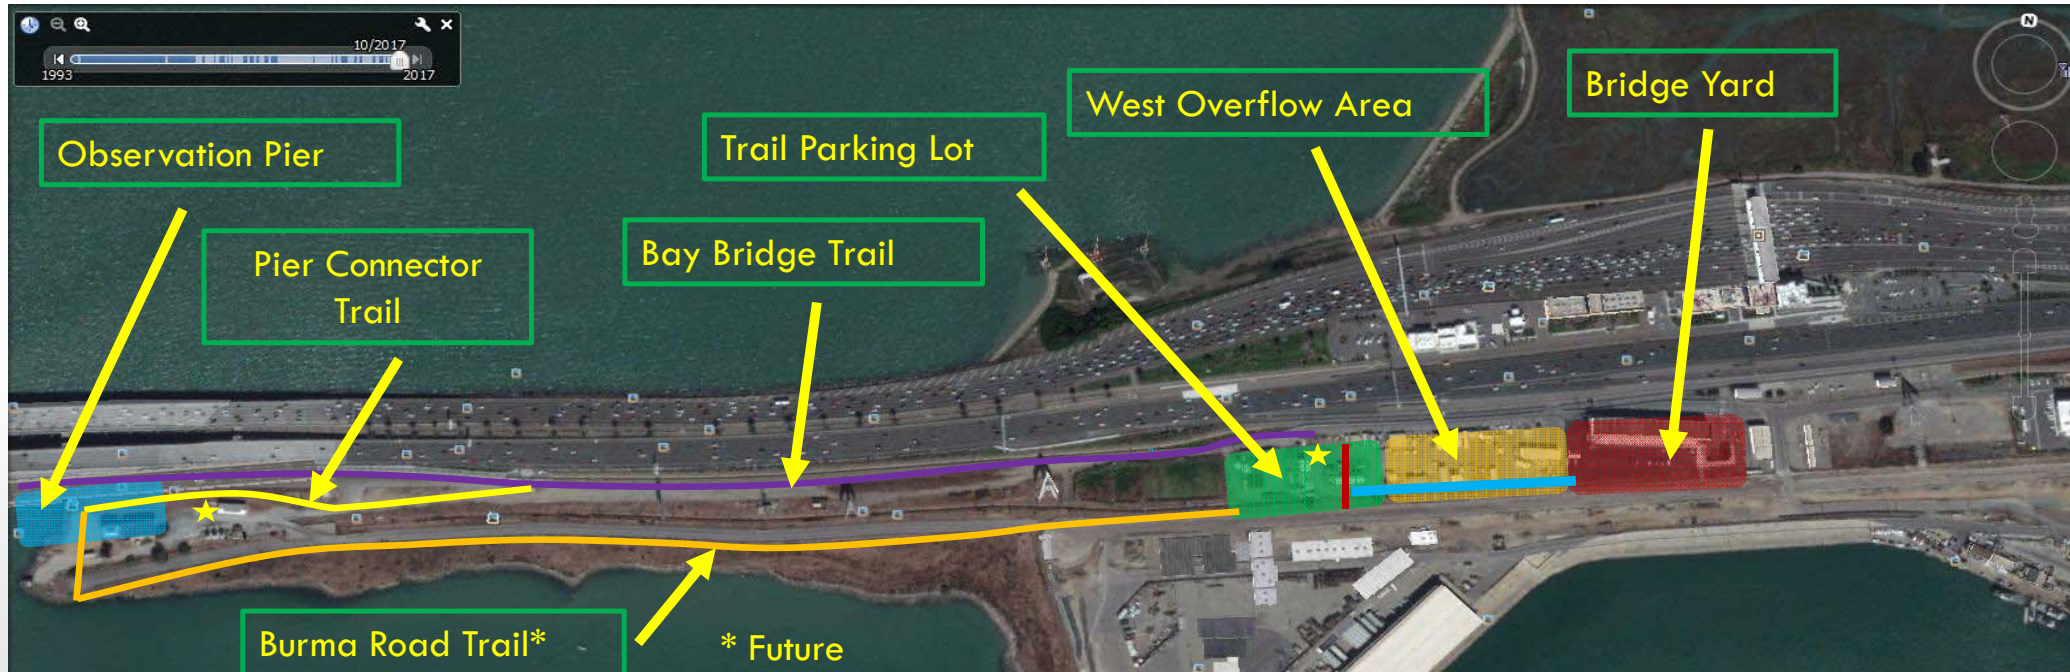 10/2017
1993
2017
N
Observation Pier
Pier Connector
Trail
Bay Bridge Trail
Trail Parking Lot
West Overflow Area
Bridge Yard
Burma Road Trail*
* Future